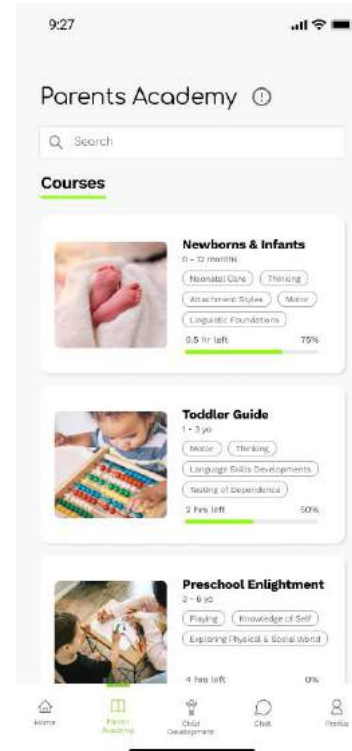 9:27
Parents Academy
Search
Courses
Newborns & Infants
0 - 12 months
Neonatal Care Thinking
Attachment Styles Motor
Linguistic Foundations
0.5 hr left 75%
Toddler Guide
1 - 3 yo
Motor Thinking
Language Skills Developments
Testing of Dependence
2 hrs left 50%
Preschool Enlightment
3 - 6 yo
Playing Knowledge of Self
Exploring Physical & Social World
4 hrs left 0%
Home Parent Academy Child Development Chat Profile